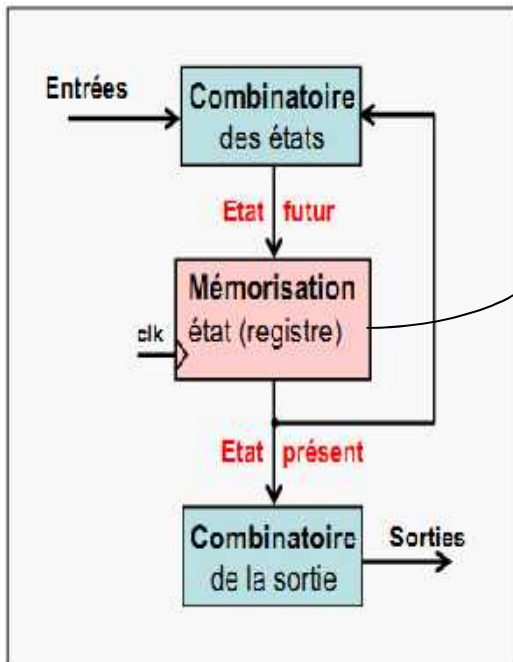 Entrées
Combinatoire
des états
Etat futur
Mémorisation
état (registre)
clk
Etat présent
Combinatoire
de la sortie
Sorties